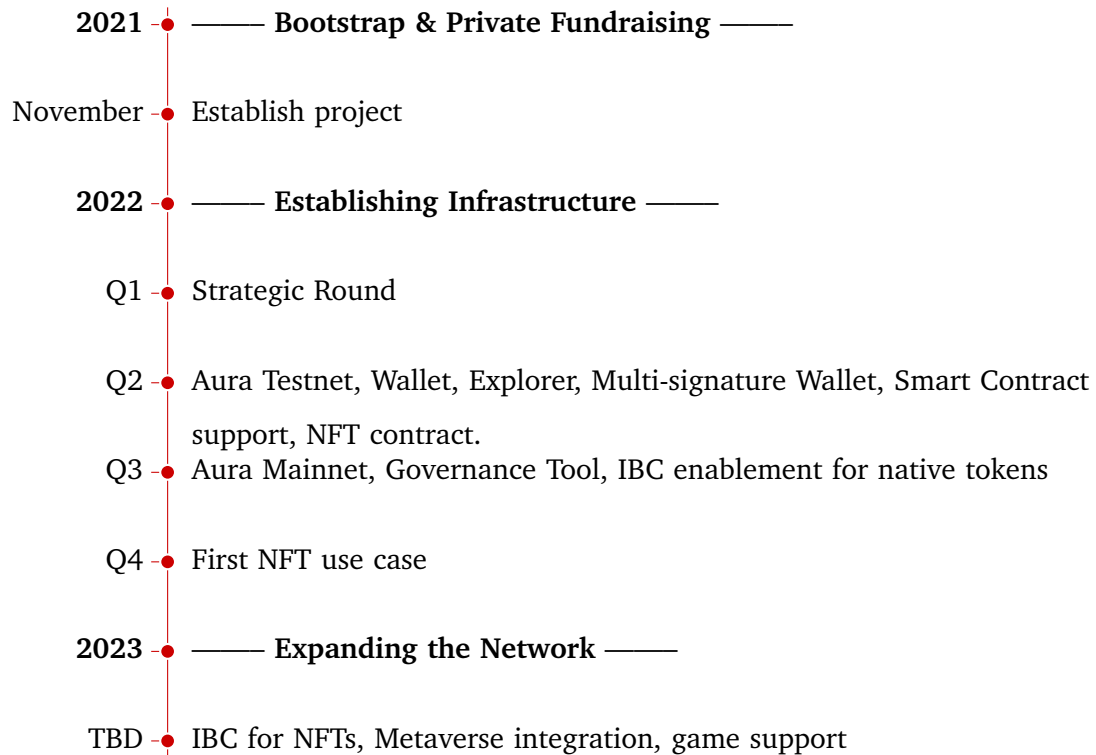 2021 ——— Bootstrap & Private Fundraising ———
November Establish project
2022 ——— Establishing Infrastructure ———
Q1 Strategic Round
Q2 Aura Testnet, Wallet, Explorer, Multi-signature Wallet, Smart Contract
support, NFT contract.
Q3 Aura Mainnet, Governance Tool, IBC enablement for native tokens
Q4 First NFT use case
2023 ——— Expanding the Network ———
TBD IBC for NFTs, Metaverse integration, game support